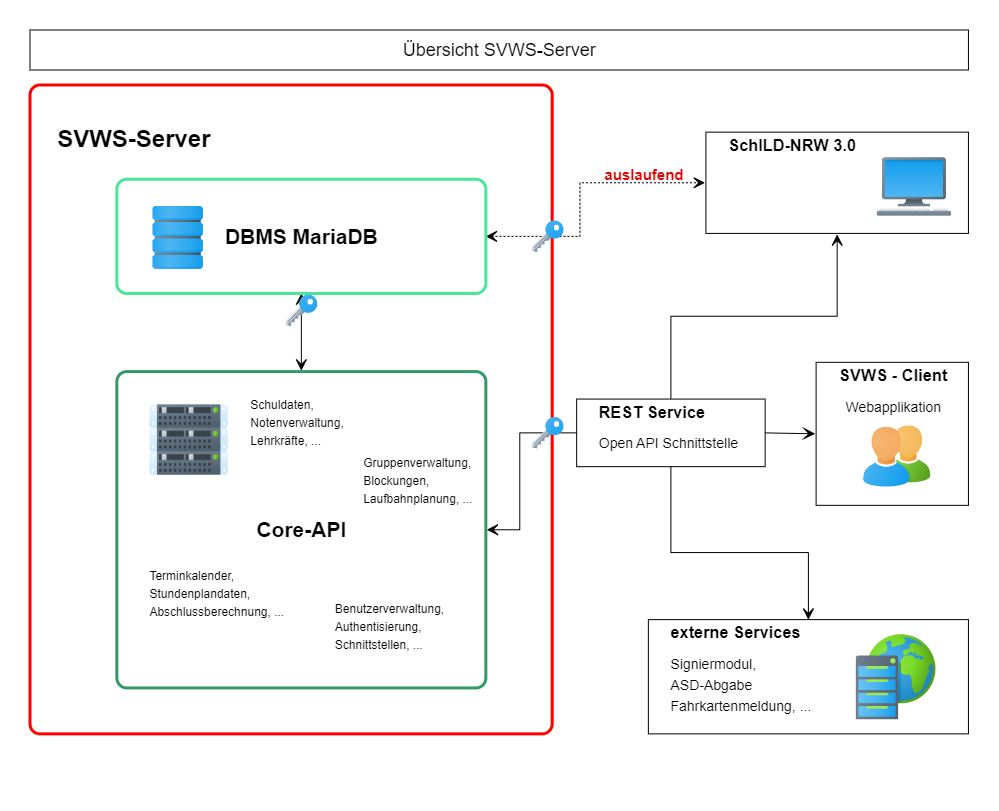 Übersicht SVWS-Server
SVWS-Server
DBMS MariaDB
auslaufend
SchILD-NRW 3.0
Schuldaten,
Notenverwaltung,
Lehrkräfte, ...
Gruppenverwaltung,
Blockungen,
Laufbahnplanung, ...
Core-API
Terminkalender,
Stundenplandaten,
Abschlussberechnung, ...
Benutzerverwaltung,
Authentisierung,
Schnittstellen, ...
REST Service
Open API Schnittstelle
SVWS - Client
Webapplikation
externe Services
Signiermodul,
ASD-Abgabe
Fahrkartenmeldung, ...